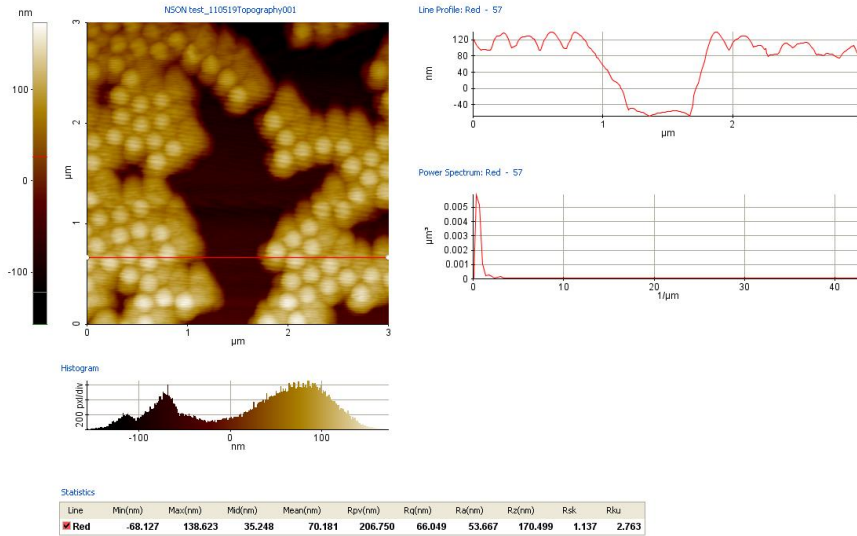 NSON test_110519Topography001
nm
100
0
-100
3
2
μm
1
0
0
1
2
3
μm
Line Profile: Red - 57
120
80
nm
40
0
-40
0
1
2
μm
Power Spectrum: Red - 57
0.005
0.004
μm³
0.003
0.002
0.001
0
0
10
20
30
40
1/μm
Histogram
200 pxl/div
-100
0
100
nm
Statistics
Line Min(nm) Max(nm) Mid(nm) Mean(nm) Rpv(nm) Rq(nm) Ra(nm) Rz(nm) Rsk Rku
Red -68.127 138.623 35.248 70.181 206.750 66.049 53.667 170.499 1.137 2.763